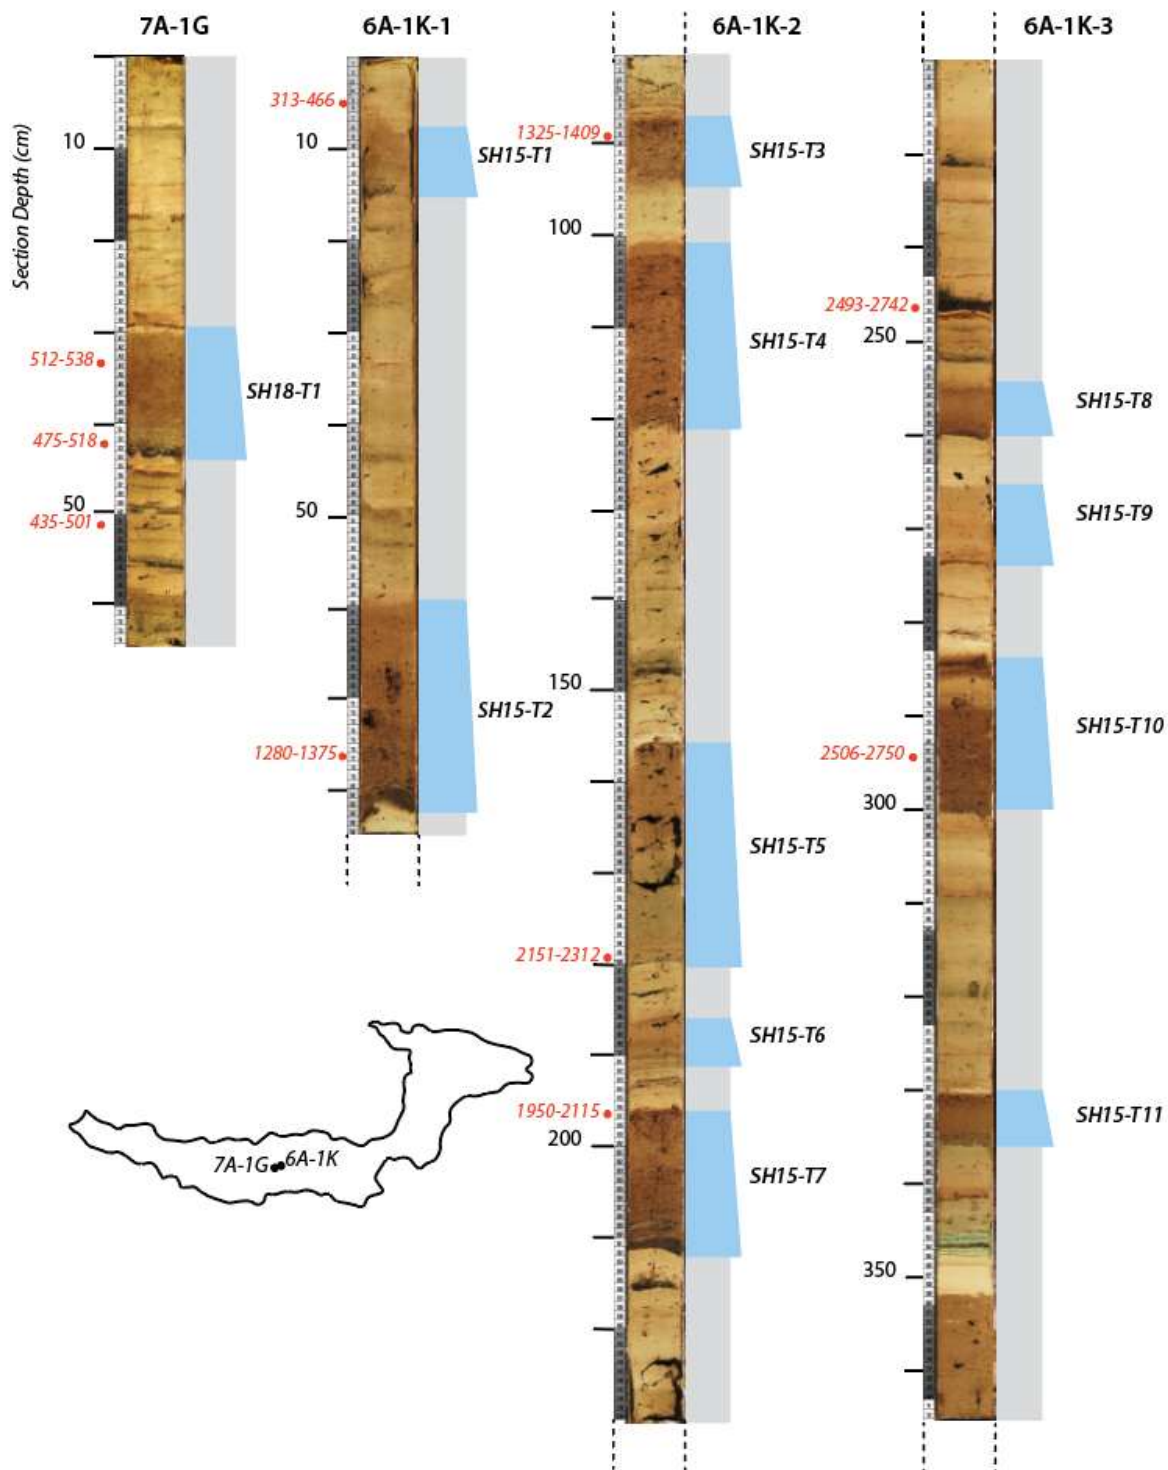 7A-1G
6A-1K-1
6A-1K-2
6A-1K-3
Section Depth (cm)
10
512-538
475-518
50
435-501
SH18-T1
313-466
10
SH15-T1
50
SH15-T2
1280-1375
1325-1409
SH15-T3
100
SH15-T4
150
SH15-T5
2151-2312
SH15-T6
1950-2115
200
SH15-T7
2493-2742
250
SH15-T8
SH15-T9
SH15-T10
2506-2750
300
SH15-T11
350
7A-1G
6A-1K